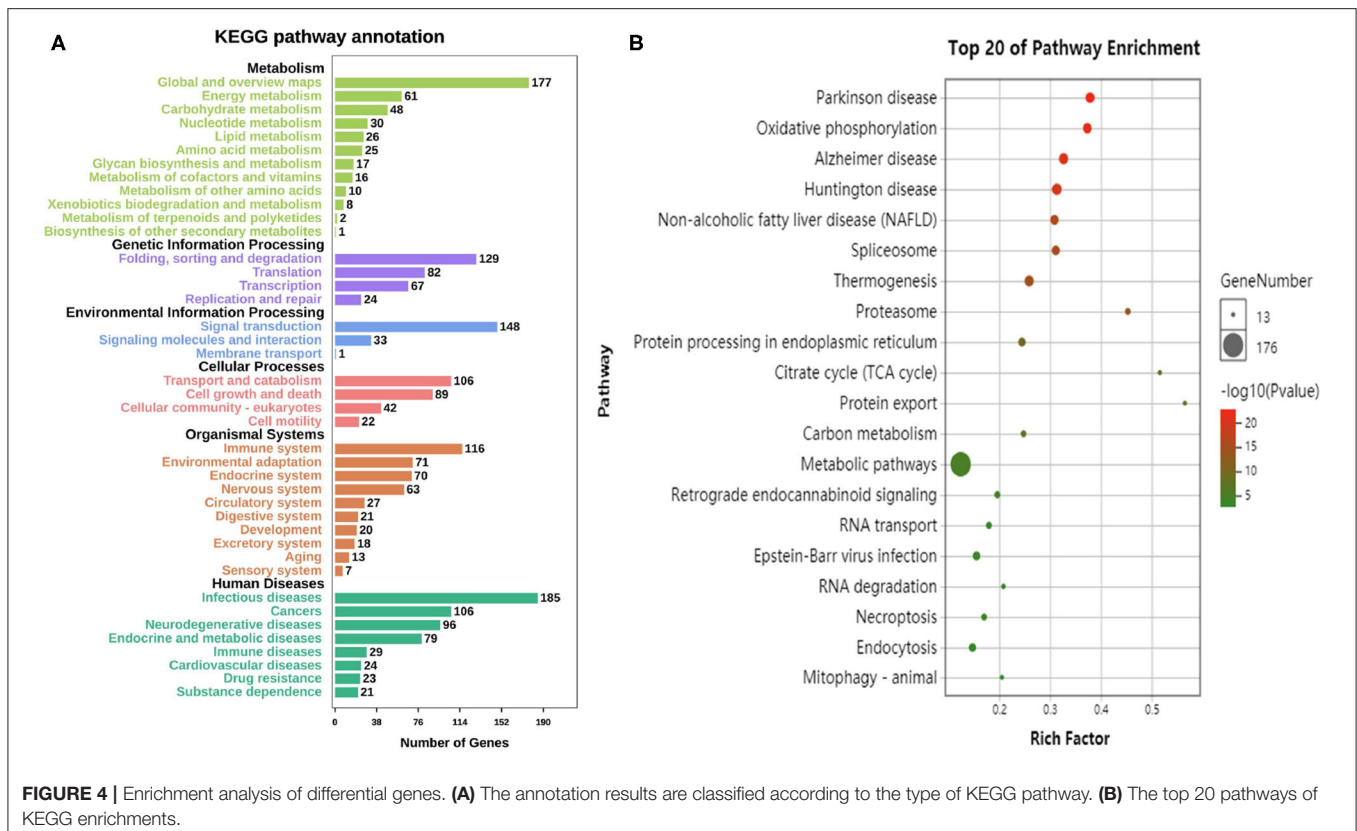 A
KEGG pathway annotation
Metabolism
Global and overview maps 177
Energy metabolism 61
Carbohydrate metabolism 48
Nucleotide metabolism 30
Lipid metabolism 26
Amino acid metabolism 25
Glycan biosynthesis and metabolism 17
Metabolism of cofactors and vitamins 16
Metabolism of other amino acids 10
Xenobiotics biodegradation and metabolism 8
Metabolism of terpenoids and polyketides 2
Biosynthesis of other secondary metabolites 1
Genetic Information Processing
Folding, sorting and degradation 129
Translation 82
Transcription 67
Replication and repair 24
Environmental Information Processing
Signal transduction 148
Signaling molecules and interaction 33
Membrane transport 1
Cellular Processes
Transport and catabolism 106
Cell growth and death 89
Cellular community - eukaryotes 42
Cell motility 22
Organismal Systems
Immune system 116
Environmental adaptation 71
Endocrine system 70
Nervous system 63
Circulatory system 27
Digestive system 21
Development 20
Excretory system 18
Aging 13
Sensory system 7
Human Diseases
Infectious diseases 185
Cancers 106
Neurodegenerative diseases 96
Endocrine and metabolic diseases 79
Immune diseases 29
Cardiovascular diseases 24
Drug resistance 23
Substance dependence 21
0 38 76 114 152 190
Number of Genes
B
Top 20 of Pathway Enrichment
Pathway
Parkinson disease
Oxidative phosphorylation
Alzheimer disease
Huntington disease
Non-alcoholic fatty liver disease (NAFLD)
Spliceosome
Thermogenesis
Proteasome
Protein processing in endoplasmic reticulum
Citrate cycle (TCA cycle)
Protein export
Carbon metabolism
Metabolic pathways
Retrograde endocannabinoid signaling
RNA transport
Epstein-Barr virus infection
RNA degradation
Necroptosis
Endocytosis
Mitophagy - animal
0.2 0.3 0.4 0.5
Rich Factor
GeneNumber
13
176
-log10(Pvalue)
20
15
10
5
FIGURE 4 | Enrichment analysis of differential genes. (A) The annotation results are classified according to the type of KEGG pathway. (B) The top 20 pathways of
KEGG enrichments.